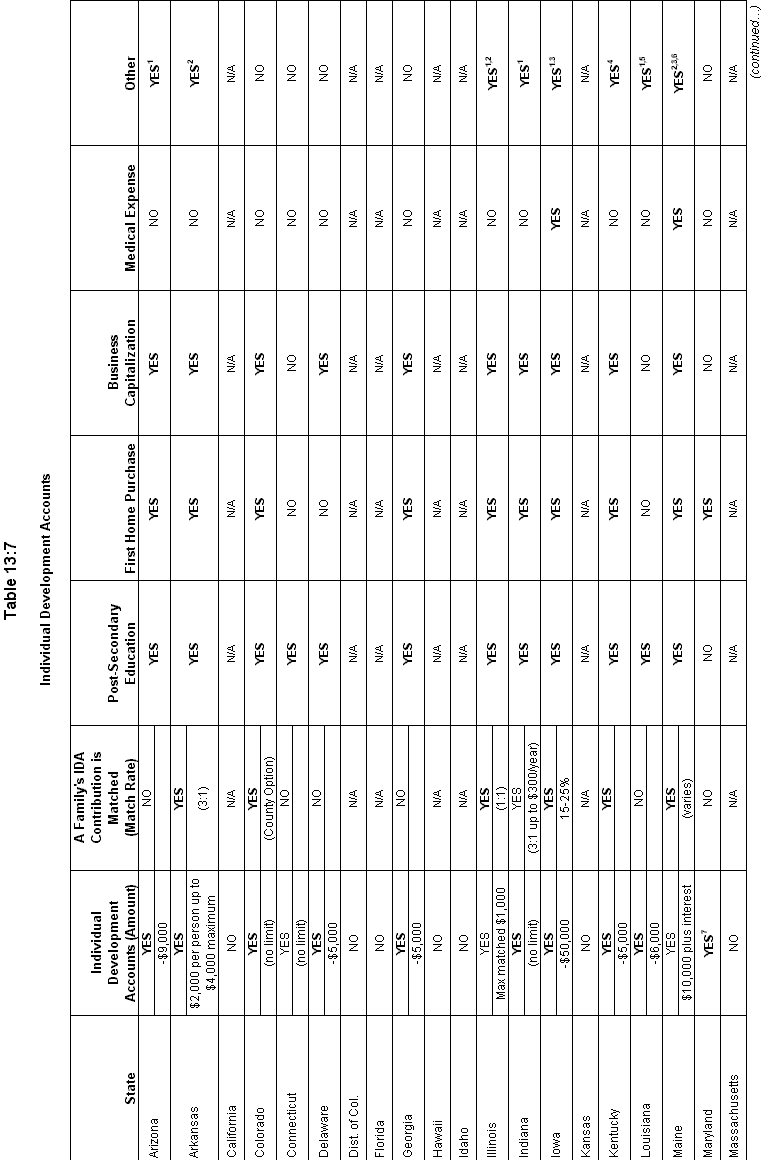 Table 13:7
Individual Development Accounts
State | Individual Development Accounts (Amount) | A Family's IDA Contribution is Matched (Match Rate) | Post-Secondary Education | First Home Purchase | Business Capitalization | Medical Expense | Other
Arizona | YES -$9,000 | NO | YES | YES | YES | NO | YES1
Arkansas | YES $2,000 per person up to $4,000 maximum | YES (3:1) | YES | YES | YES | NO | YES2
California | NO | N/A | N/A | N/A | N/A | N/A | N/A
Colorado | YES (no limit) | YES (County Option) | YES | YES | YES | NO | NO
Connecticut | YES (no limit) | NO | YES | NO | NO | NO | NO
Delaware | YES -$5,000 | NO | YES | NO | YES | NO | NO
Dist. of Col. | NO | N/A | N/A | N/A | N/A | N/A | N/A
Florida | NO | N/A | N/A | N/A | N/A | N/A | N/A
Georgia | YES -$5,000 | NO | YES | YES | YES | NO | NO
Hawaii | NO | N/A | N/A | N/A | N/A | N/A | N/A
Idaho | NO | N/A | N/A | N/A | N/A | N/A | N/A
Illinois | YES Max matched $1,000 | YES (1:1) | YES | YES | YES | NO | YES1,2
Indiana | YES (no limit) | YES (3:1 up to $300/year) | YES | YES | YES | NO | YES1
Iowa | YES -$50,000 | YES 15-25% | YES | YES | YES | YES | YES1,3
Kansas | NO | N/A | N/A | N/A | N/A | N/A | N/A
Kentucky | YES -$5,000 | YES | YES | YES | YES | NO | YES4
Louisiana | YES -$6,000 | NO | YES | NO | NO | NO | YES1,5
Maine | YES $10,000 plus interest | YES (varies) | YES | YES | YES | YES | YES2,3,6
Maryland | YES7 | NO | NO | YES | NO | NO | NO
Massachusetts | NO | N/A | N/A | N/A | N/A | N/A | N/A
(continued...)